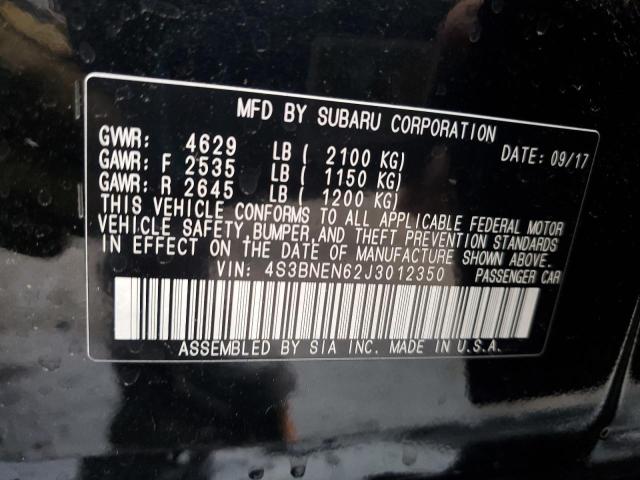 MFD BY SUBARU CORPORATION
GVWR: 4629 LB ( 2100 KG) DATE: 09/17
GAWR: F 2535 LB ( 1150 KG)
GAWR: R 2645 LB ( 1200 KG)
THIS VEHICLE CONFORMS TO ALL APPLICABLE FEDERAL MOTOR
VEHICLE SAFETY, BUMPER, AND THEFT PREVENTION STANDARDS
IN EFFECT ON THE DATE OF MANUFACTURE SHOWN ABOVE.
VIN: 4S3BNEN62J3012350 PASSENGER CAR
ASSEMBLED BY SIA INC. MADE IN U.S.A.